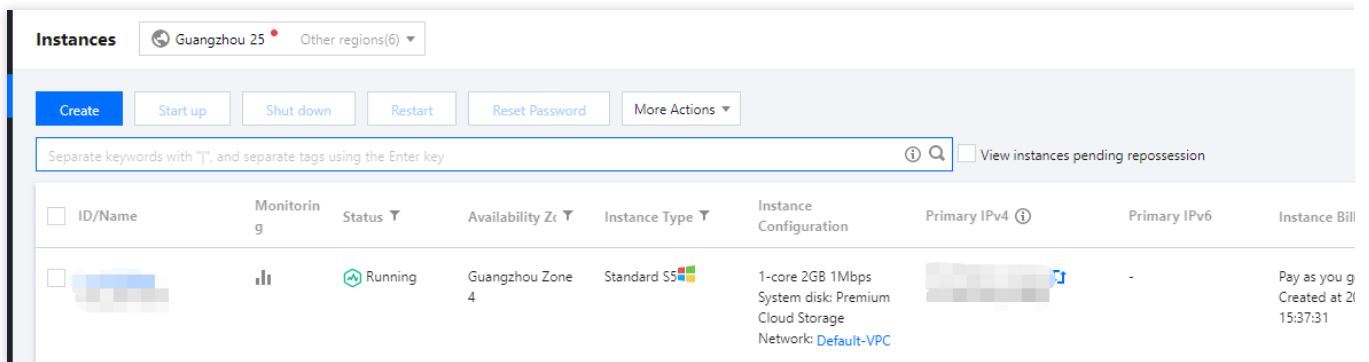 Instances Guangzhou 25 Other regions(6)
Create Start up Shut down Restart Reset Password More Actions
Separate keywords with "|", and separate tags using the Enter key View instances pending repossession
ID/Name Monitorin
g Status Availability Zo Instance Type Instance
Configuration Primary IPv4 Primary IPv6 Instance Bill
Running Guangzhou Zone
4 Standard S5 1-core 2GB 1Mbps
System disk: Premium
Cloud Storage
Network: Default-VPC - Pay as you g
Created at 20
15:37:31